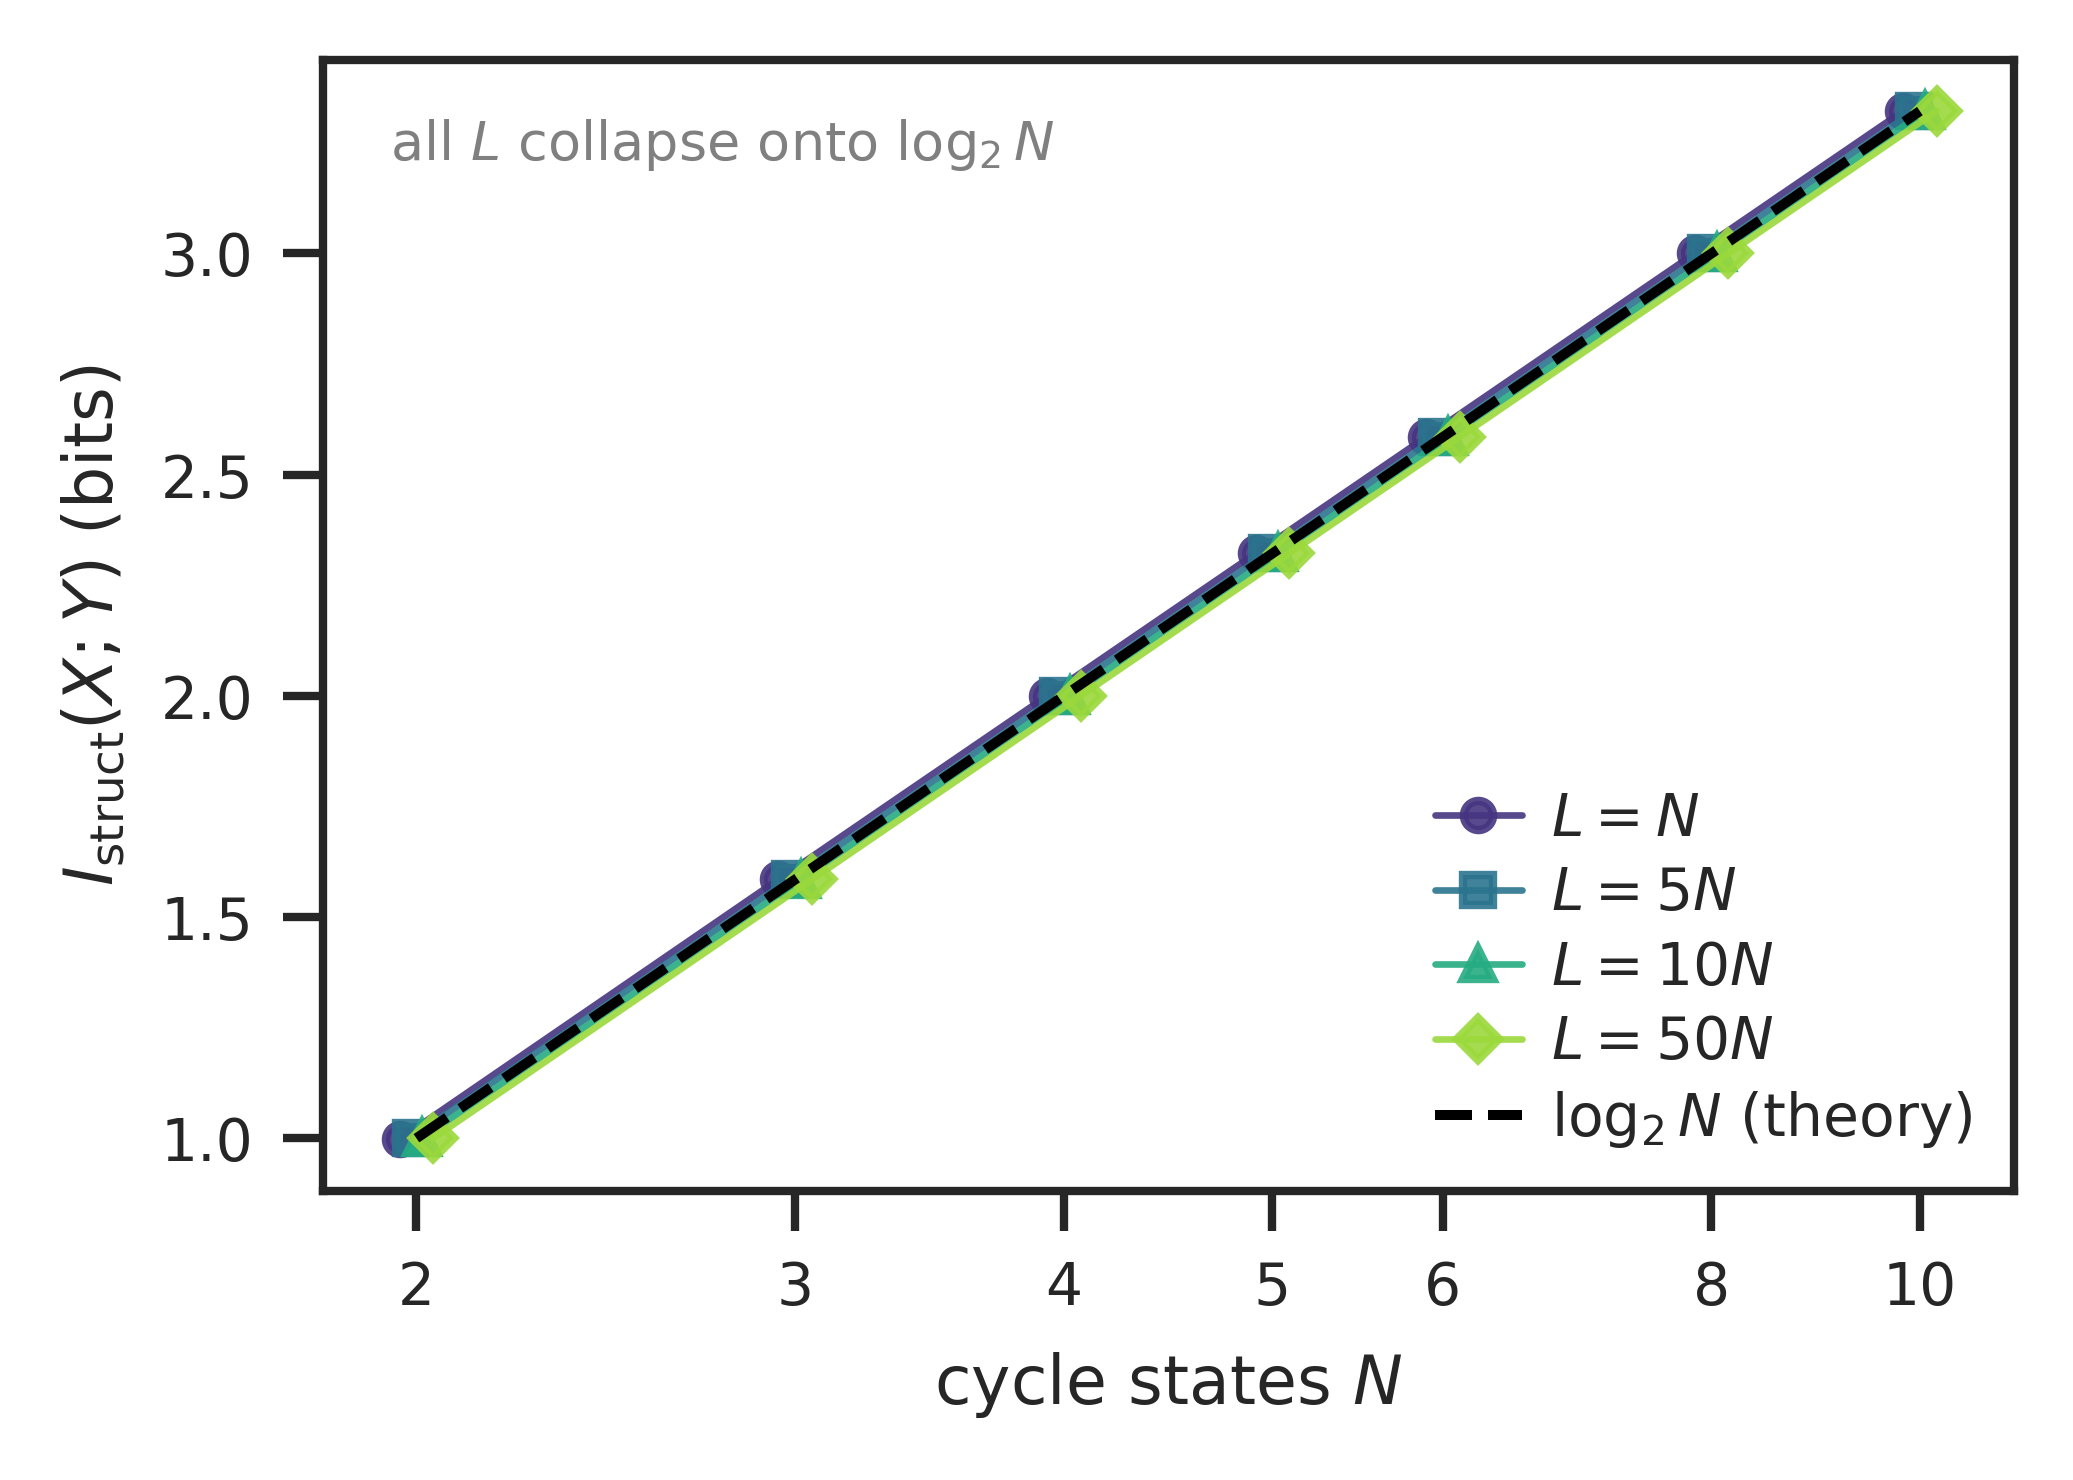 all L collapse onto log₂ N
I_struct(X; Y) (bits)
3.0
2.5
2.0
1.5
1.0
L = N
L = 5N
L = 10N
L = 50N
log₂ N (theory)
2 3 4 5 6 8 10
cycle states N